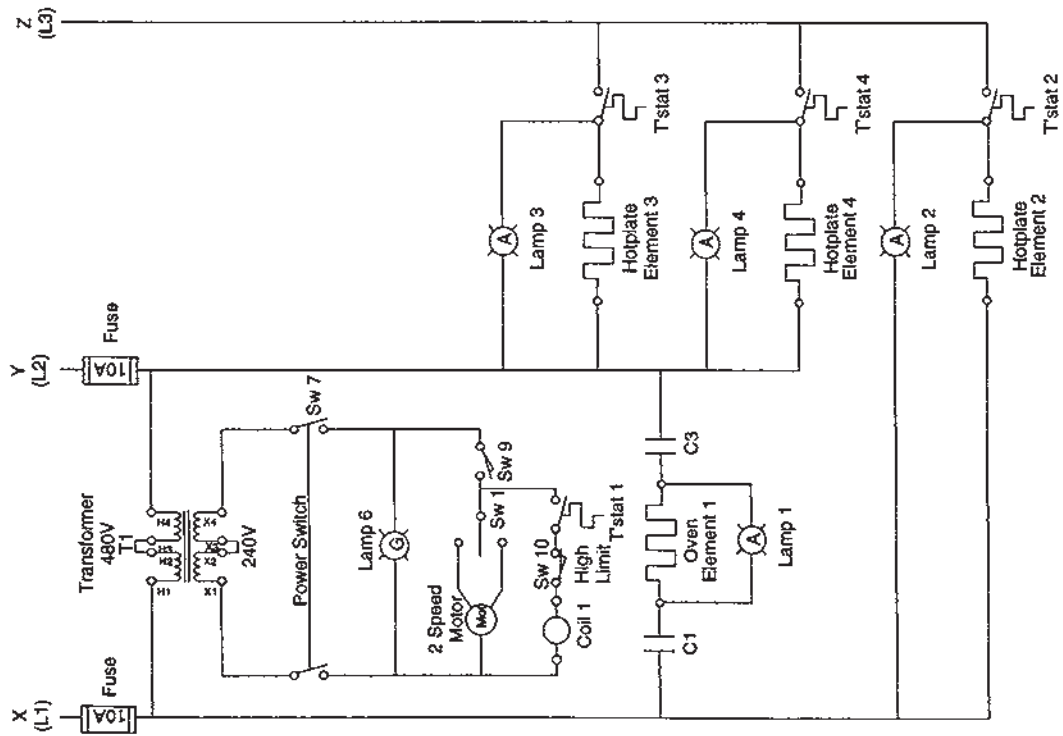 X
(L1)
10A
Fuse
Y
(L2)
10A
Fuse
Z
(L3)
Transformer
480V
T1
H1
H4
X1
X4
240V
Power Switch
Sw 7
Lamp 6
G
2 Speed
Motor
Mot
Sw 1
Sw 9
Coil 1
Sw 10
High
Limit
T'stat 1
C1
Oven
Element 1
C3
A
Lamp 1
A
Lamp 3
Hotplate
Element 3
T'stat 3
A
Lamp 4
Hotplate
Element 4
T'stat 4
A
Lamp 2
Hotplate
Element 2
T'stat 2